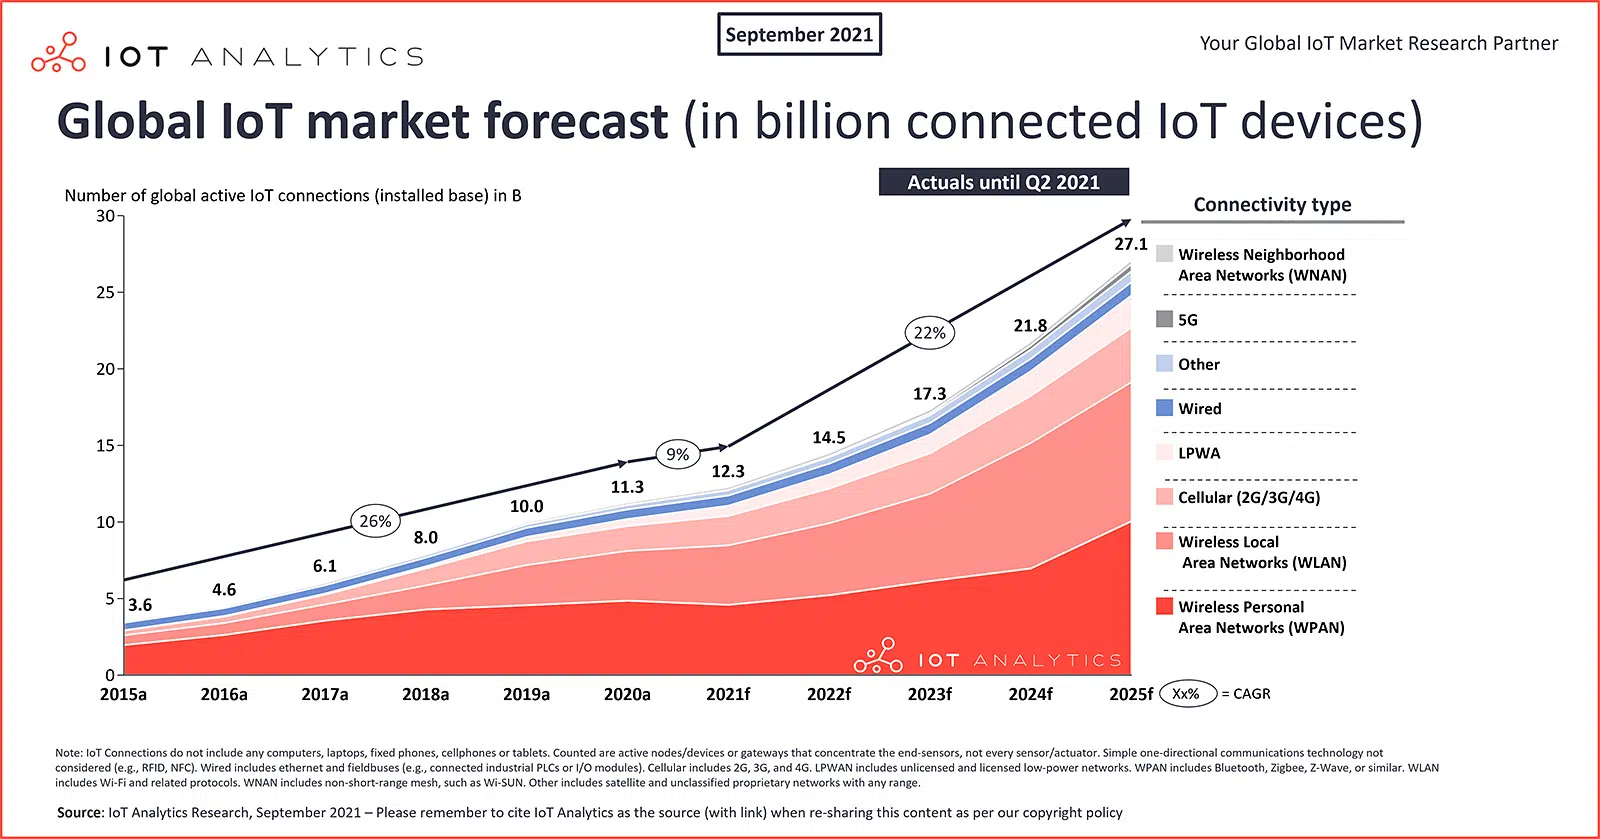 September 2021
IOT ANALYTICS
Your Global IoT Market Research Partner
Global IoT market forecast (in billion connected IoT devices)
Actuals until Q2 2021
Number of global active IoT connections (installed base) in B
Connectivity type
30
25
20
15
10
5
0
3.6
4.6
6.1
8.0
10.0
11.3
12.3
14.5
17.3
21.8
27.1
26%
9%
22%
Wireless Neighborhood
Area Networks (WNAN)
5G
Other
Wired
LPWA
Cellular (2G/3G/4G)
Wireless Local
Area Networks (WLAN)
Wireless Personal
Area Networks (WPAN)
IOT ANALYTICS
2015a 2016a 2017a 2018a 2019a 2020a 2021f 2022f 2023f 2024f 2025f
Xx% = CAGR
Note: IoT Connections do not include any computers, laptops, fixed phones, cellphones or tablets. Counted are active nodes/devices or gateways that concentrate the end-sensors, not every sensor/actuator. Simple one-directional communications technology not
considered (e.g., RFID, NFC). Wired includes ethernet and fieldbuses (e.g., connected industrial PLCs or I/O modules). Cellular includes 2G, 3G, and 4G. LPWAN includes unlicensed and licensed low-power networks. WPAN includes Bluetooth, Zigbee, Z-Wave, or similar. WLAN
includes Wi-Fi and related protocols. WNAN includes non-short-range mesh, such as Wi-SUN. Other includes satellite and unclassified proprietary networks with any range.
Source: IoT Analytics Research, September 2021 – Please remember to cite IoT Analytics as the source (with link) when re-sharing this content as per our copyright policy